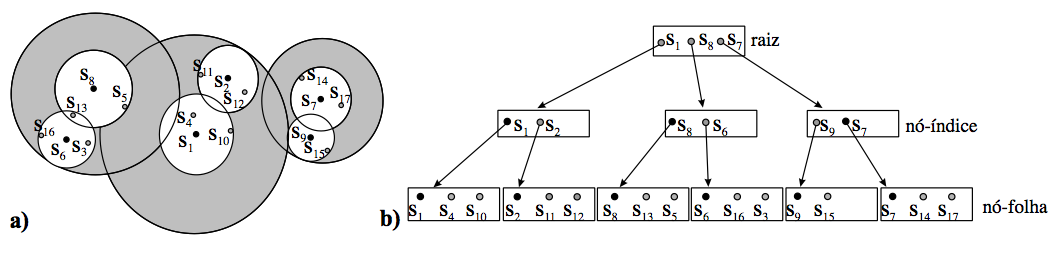 S8
S5
S13
S16
S6 S3
S11
S2
S12
S4
S1
S10
S14
S7 S17
S9
S15
a)
S1 S8 S7 raiz
S1 S2
S8 S6
S9 S7 nó-índice
S1 S4 S10
S2 S11 S12
S8 S13 S5
S6 S16 S3
S9 S15
S7 S14 S17 nó-folha
b)